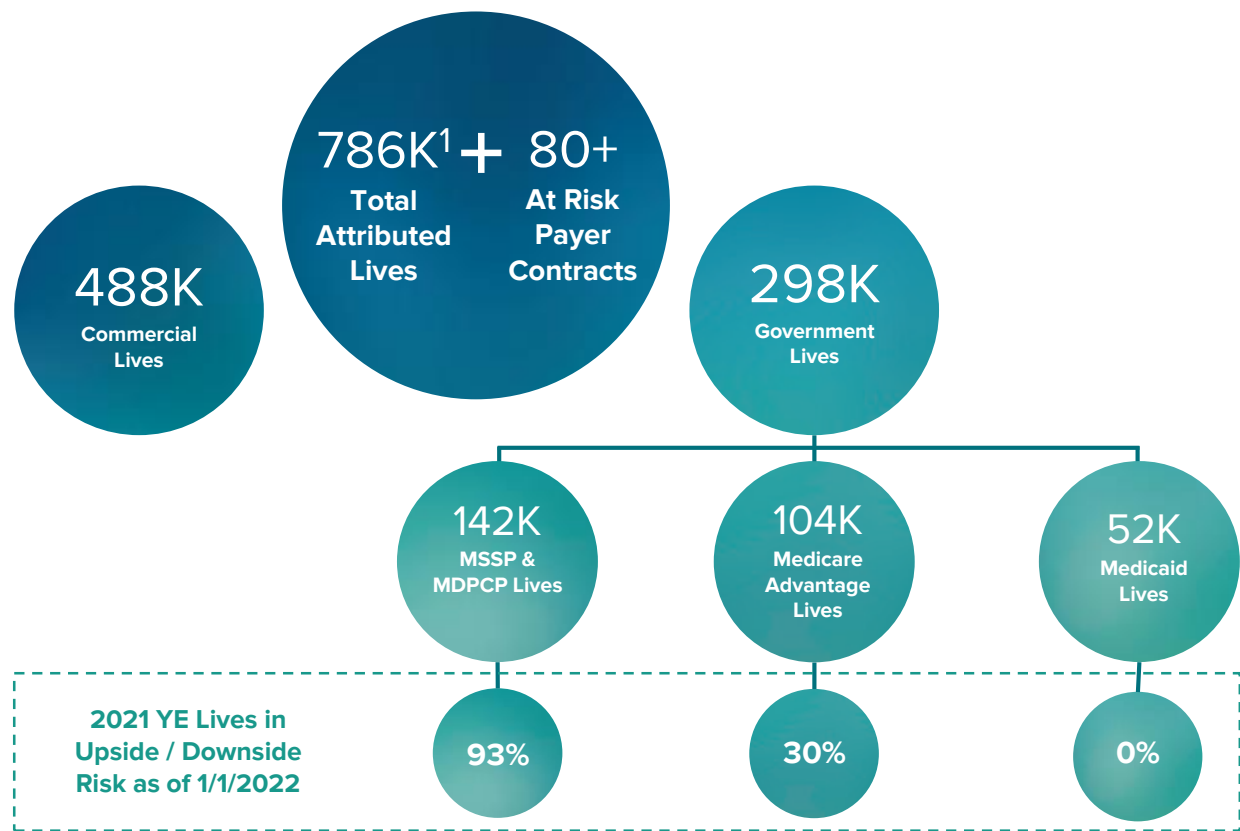 786K¹ + 80+
Total
Attributed
Lives
At Risk
Payer
Contracts
488K
Commercial
Lives
298K
Government
Lives
142K
MSSP &
MDPCP Lives
104K
Medicare
Advantage
Lives
52K
Medicaid
Lives
2021 YE Lives in
Upside / Downside
Risk as of 1/1/2022
93%
30%
0%